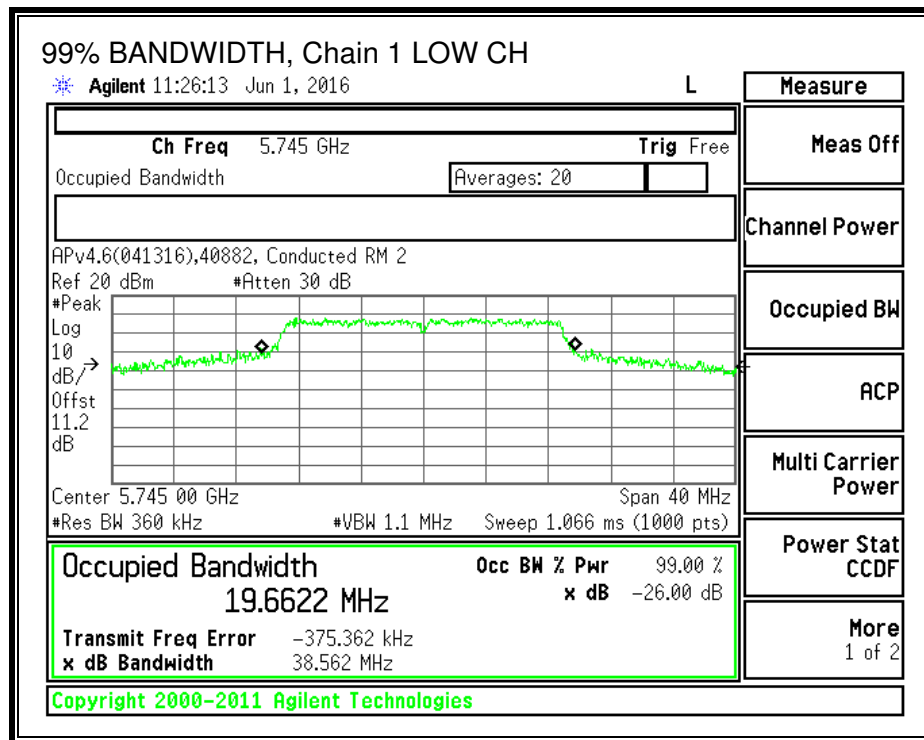 99% BANDWIDTH, Chain 1 LOW CH
Agilent 11:26:13 Jun 1, 2016 L
Measure
Ch Freq 5.745 GHz Trig Free
Meas Off
Occupied Bandwidth Averages: 20
Channel Power
APv4.6(041316),40882, Conducted RM 2
Ref 20 dBm #Atten 30 dB
#Peak
Log
10
dB/
Offst
11.2
dB
Occupied BW
ACP
Multi Carrier
Power
Center 5.745 00 GHz Span 40 MHz
#Res BW 360 kHz #VBW 1.1 MHz Sweep 1.066 ms (1000 pts)
Power Stat
CCDF
Occupied Bandwidth Occ BW % Pwr 99.00 %
19.6622 MHz x dB -26.00 dB
Transmit Freq Error -375.362 kHz
x dB Bandwidth 38.562 MHz
More
1 of 2
Copyright 2000-2011 Agilent Technologies